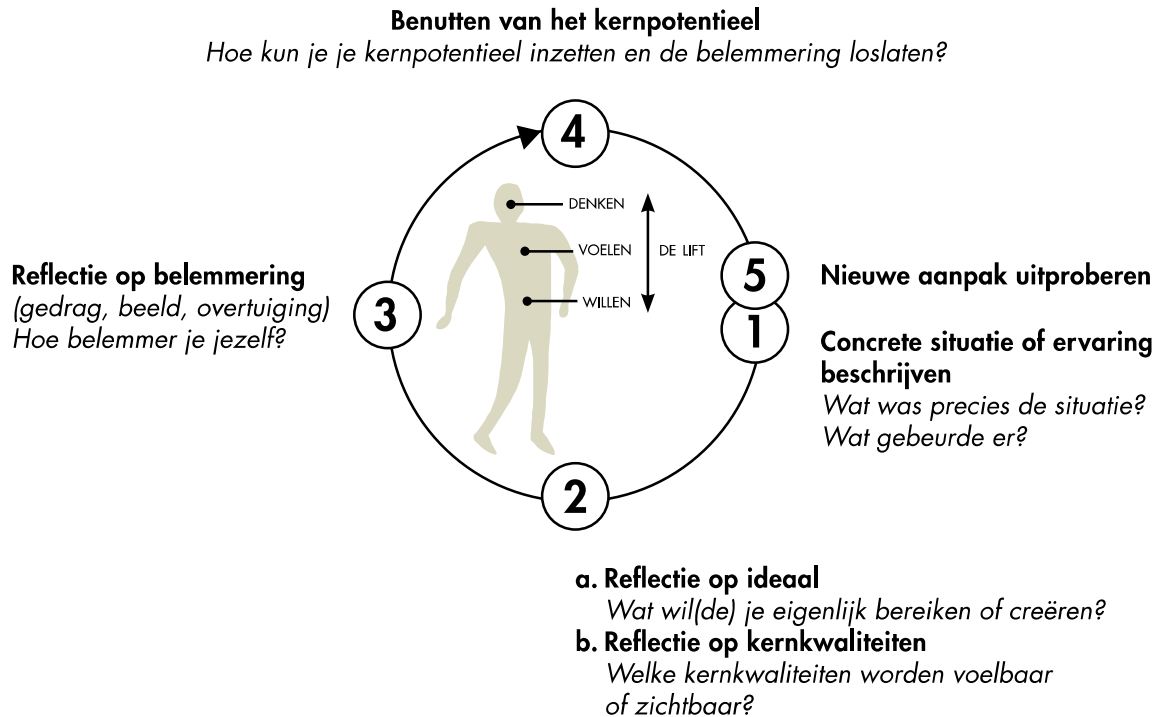 Benutten van het kernpotentieel
Hoe kun je je kernpotentieel inzetten en de belemmering loslaten?
4
DENKEN
VOELEN
DE LIFT
WILLEN
Reflectie op belemmering
(gedrag, beeld, overtuiging)
Hoe belemmer je jezelf?
3
5
Nieuwe aanpak uitproberen
1
Concrete situatie of ervaring
beschrijven
Wat was precies de situatie?
Wat gebeurde er?
2
a. Reflectie op ideaal
Wat wil(de) je eigenlijk bereiken of creëren?
b. Reflectie op kernkwaliteiten
Welke kernkwaliteiten worden voelbaar
of zichtbaar?